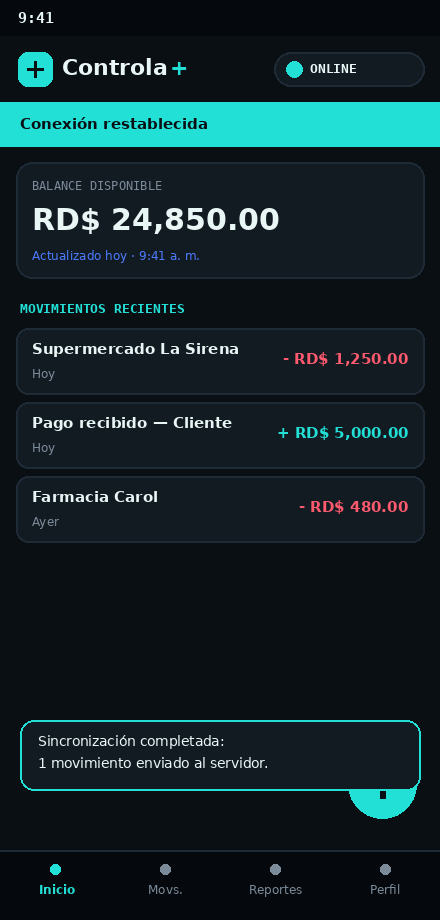 9:41
Controla+
ONLINE
Conexión restablecida
BALANCE DISPONIBLE
RD$ 24,850.00
Actualizado hoy · 9:41 a. m.
MOVIMIENTOS RECIENTES
Supermercado La Sirena
- RD$ 1,250.00
Hoy
Pago recibido — Cliente
+ RD$ 5,000.00
Hoy
Farmacia Carol
- RD$ 480.00
Ayer
Sincronización completada:
1 movimiento enviado al servidor.
Inicio
Movs.
Reportes
Perfil